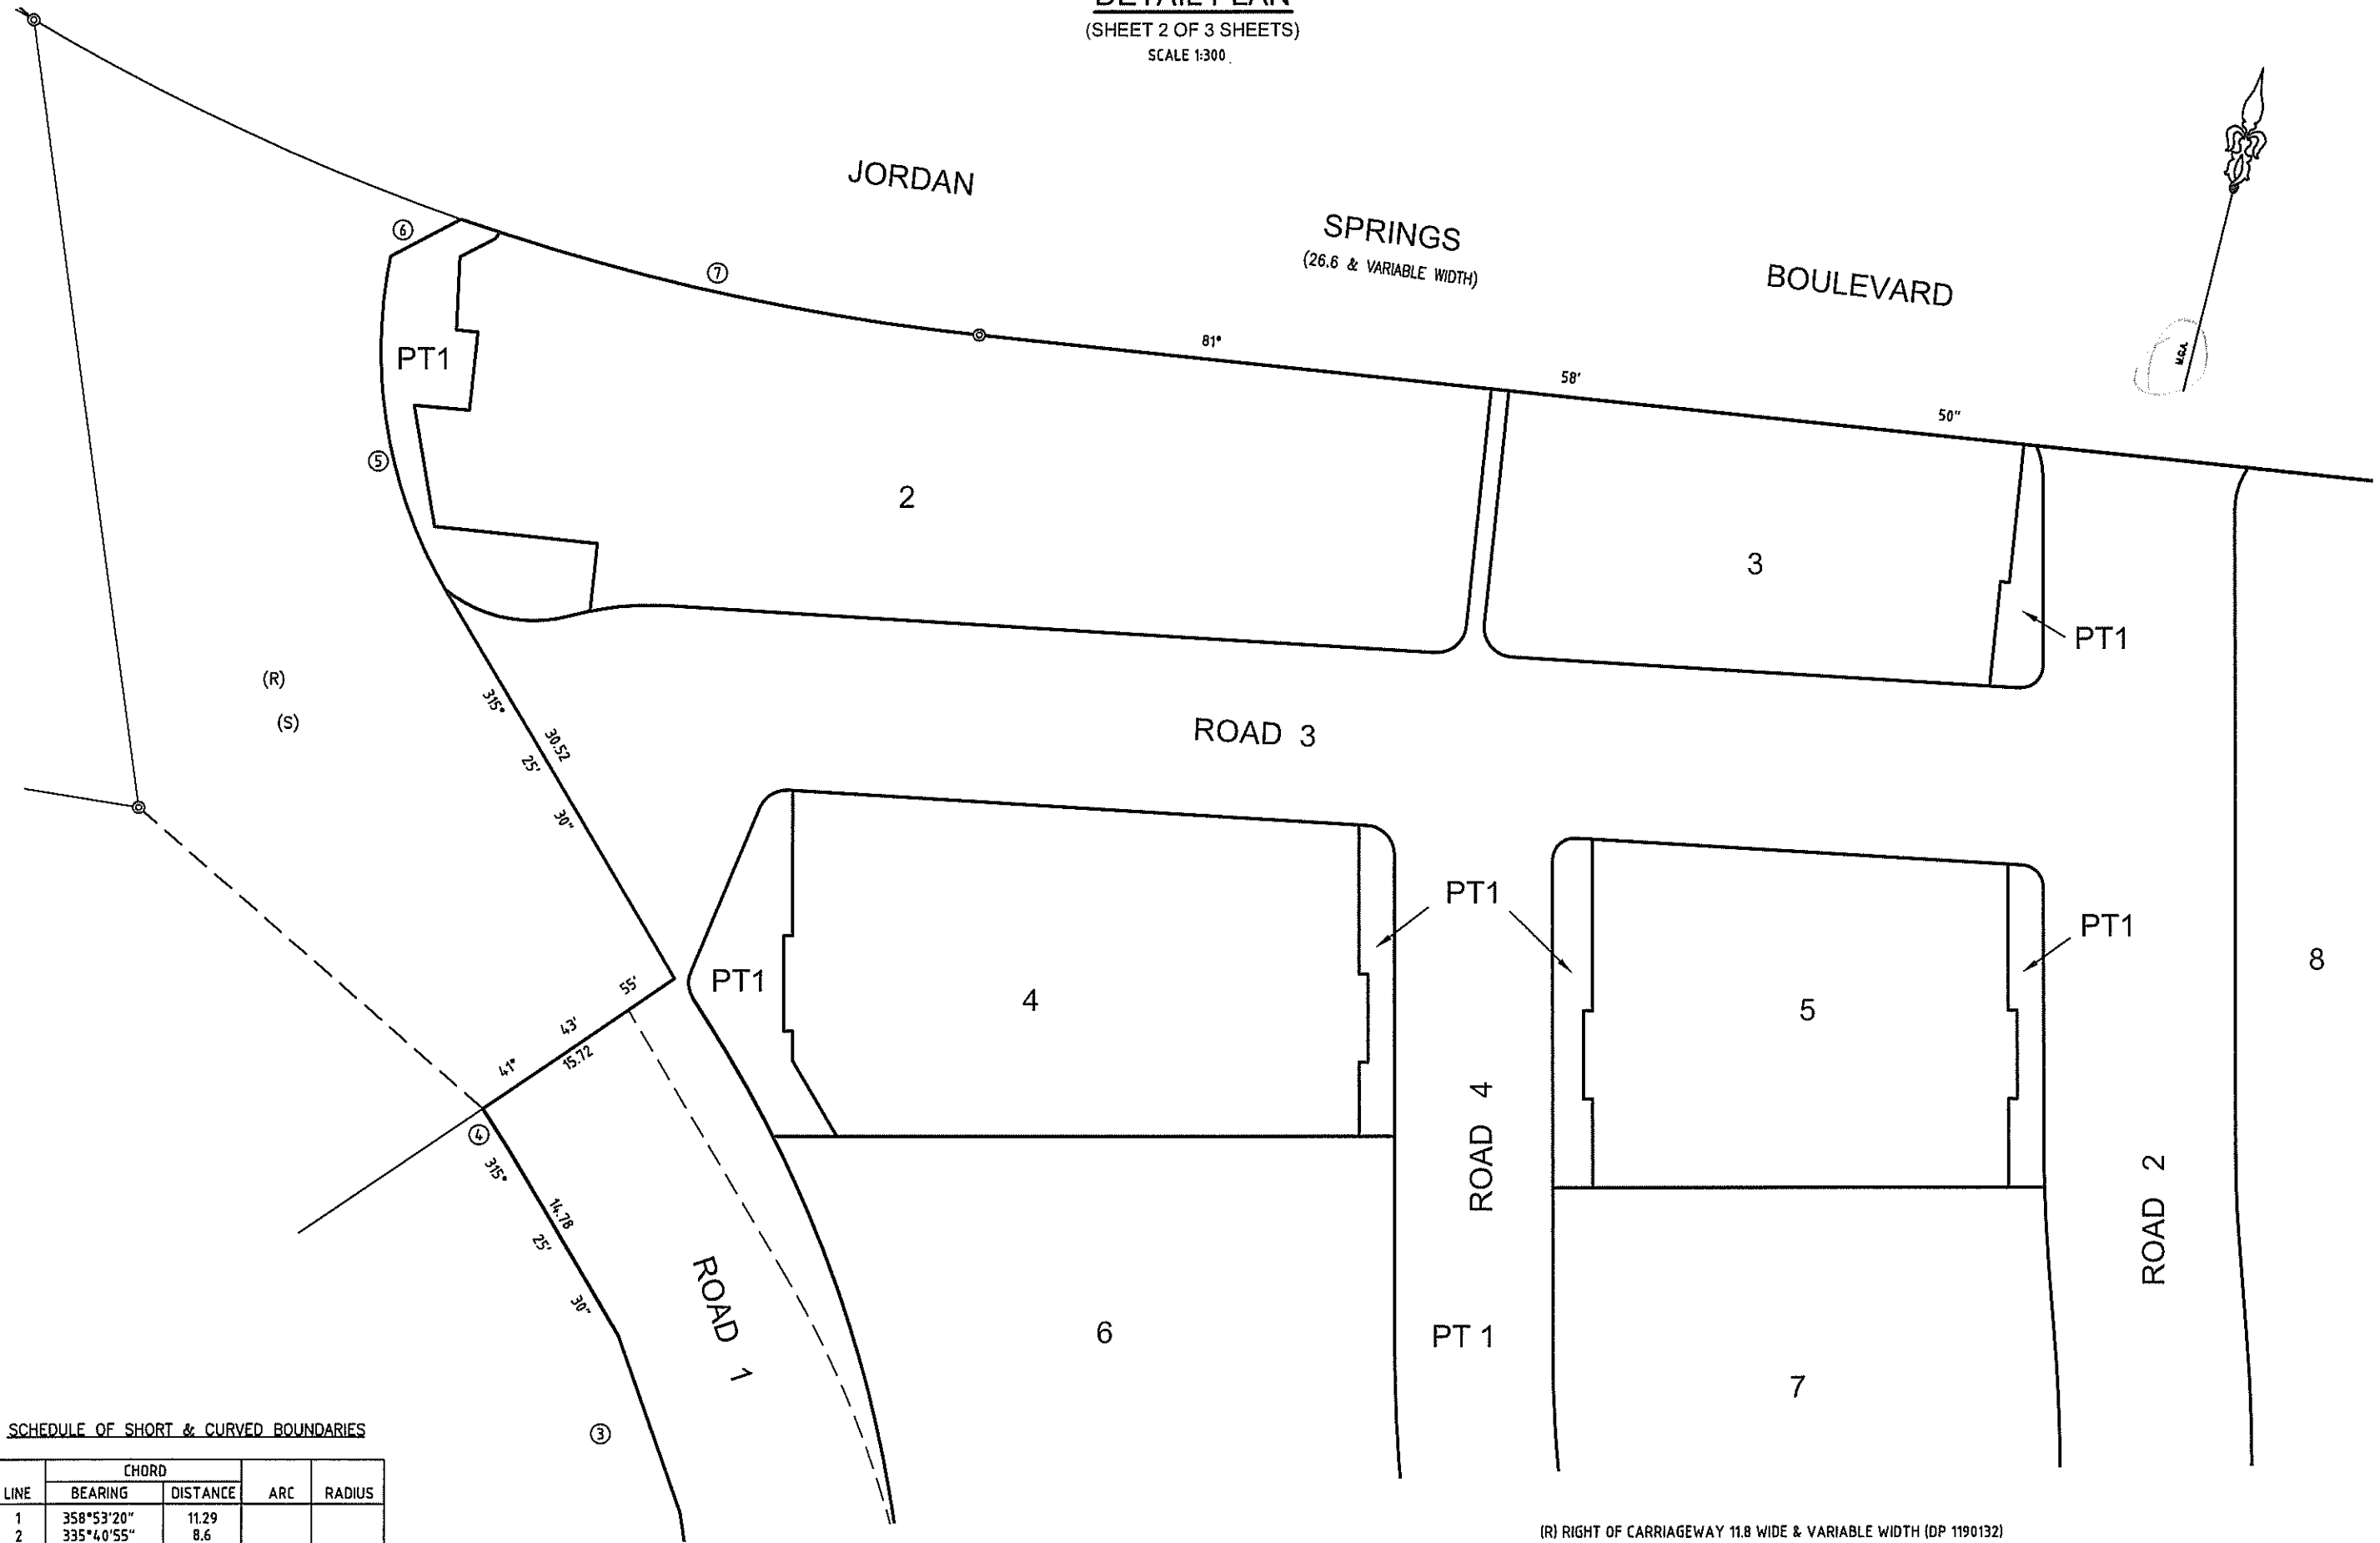 DETAIL PLAN
(SHEET 2 OF 3 SHEETS)
SCALE 1:300
JORDAN
SPRINGS
(26.6 & VARIABLE WIDTH)
BOULEVARD
M.G.A.
6
7
81°
58'
50"
PT1
5
2
3
PT1
(R)
(S)
315°
25'
30"
30.52
ROAD 3
PT1
PT1
PT1
4
5
8
41°
43'
55'
15.72
4
315°
25'
30"
14.78
ROAD 1
ROAD 4
ROAD 2
6
PT 1
7
3
SCHEDULE OF SHORT & CURVED BOUNDARIES
CHORD
LINE BEARING DISTANCE ARC RADIUS
1 358°53'20" 11.29
2 335°40'55" 8.6
(R) RIGHT OF CARRIAGEWAY 11.8 WIDE & VARIABLE WIDTH (DP 1190132)